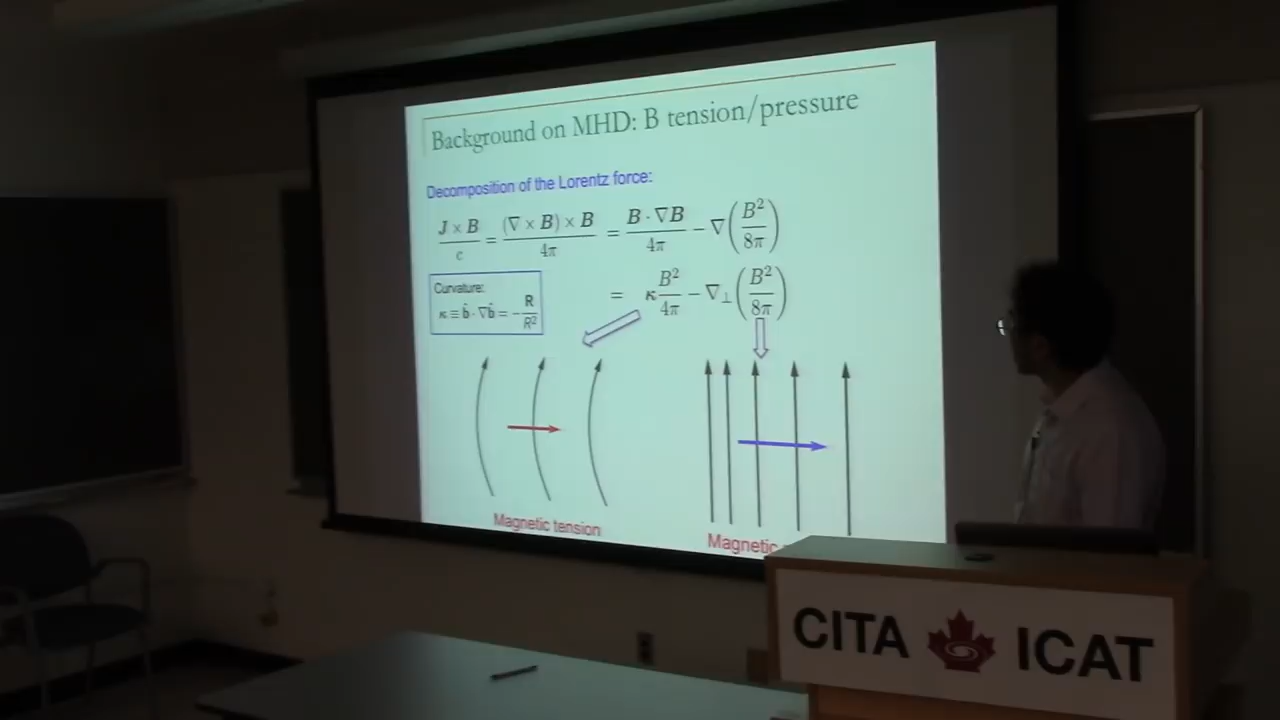 Background on MHD: B tension/pressure
Decomposition of the Lorentz force:
J × B / c = (∇ × B) × B / 4π = B · ∇B / 4π − ∇(B² / 8π)
Curvature:
κ ≡ b̂ · ∇b̂ = − R / R²
= κ B² / 4π − ∇⊥(B² / 8π)
Magnetic tension
Magnetic
CITA ICAT